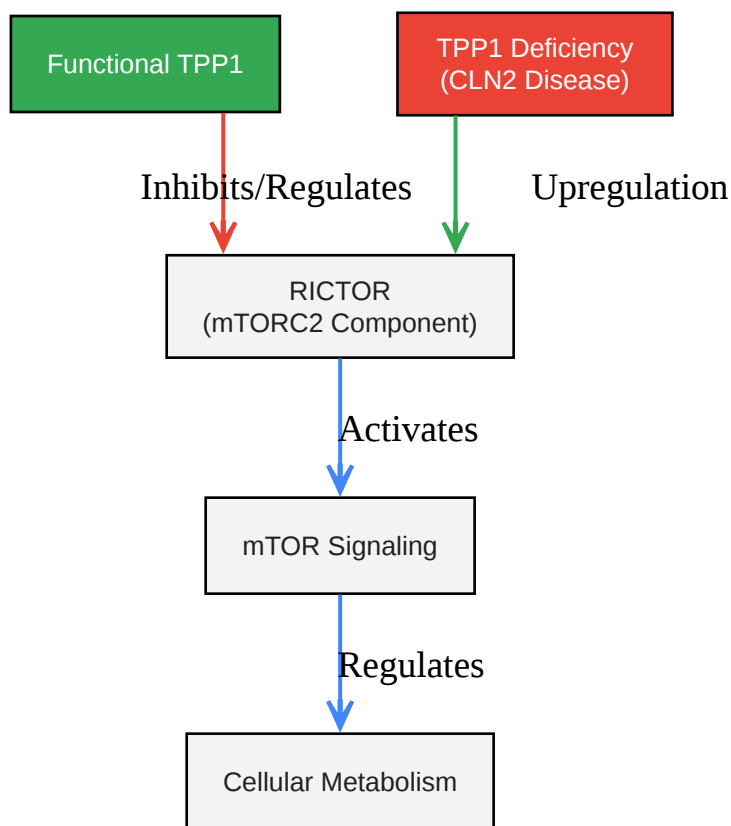 Functional TPP1
TPP1 Deficiency
(CLN2 Disease)
Inhibits/Regulates
Upregulation
RICTOR
(mTORC2 Component)
Activates
mTOR Signaling
Regulates
Cellular Metabolism